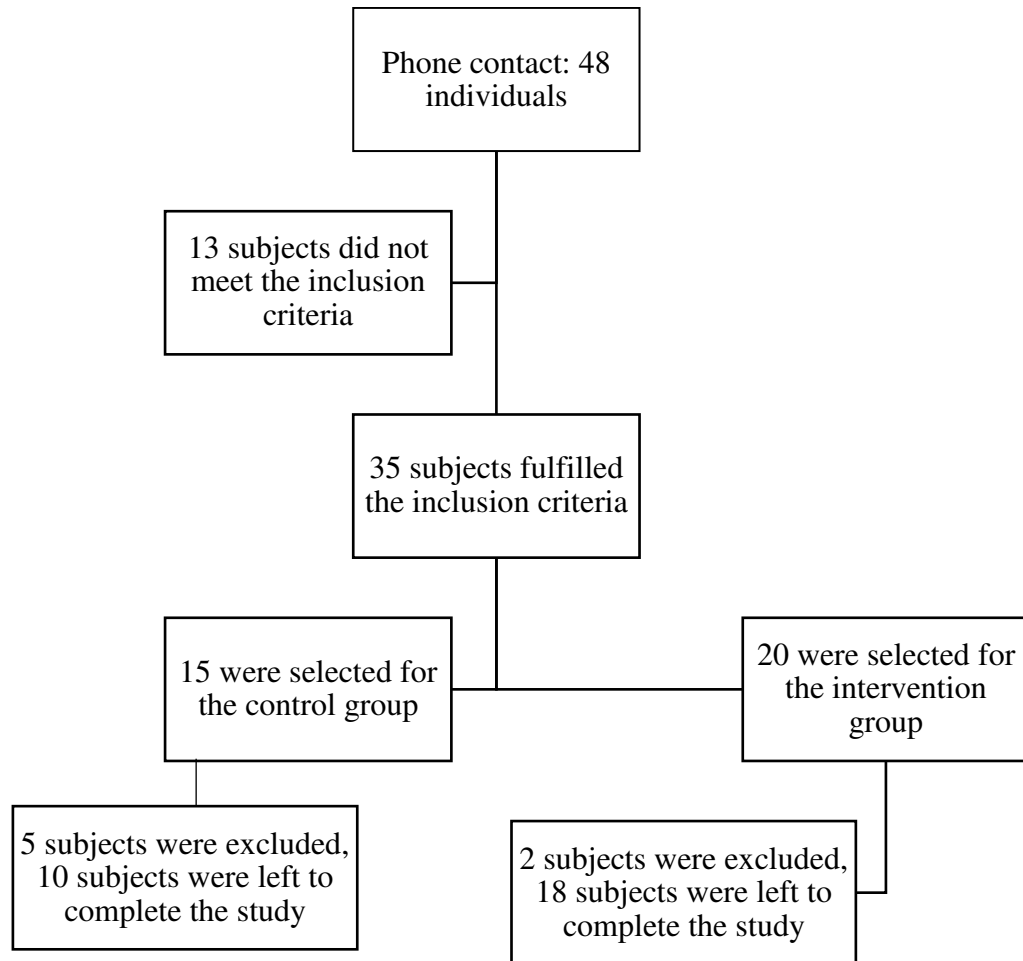 Phone contact: 48
individuals
13 subjects did not
meet the inclusion
criteria
35 subjects fulfilled
the inclusion criteria
15 were selected for
the control group
20 were selected for
the intervention
group
5 subjects were excluded,
10 subjects were left to
complete the study
2 subjects were excluded,
18 subjects were left to
complete the study